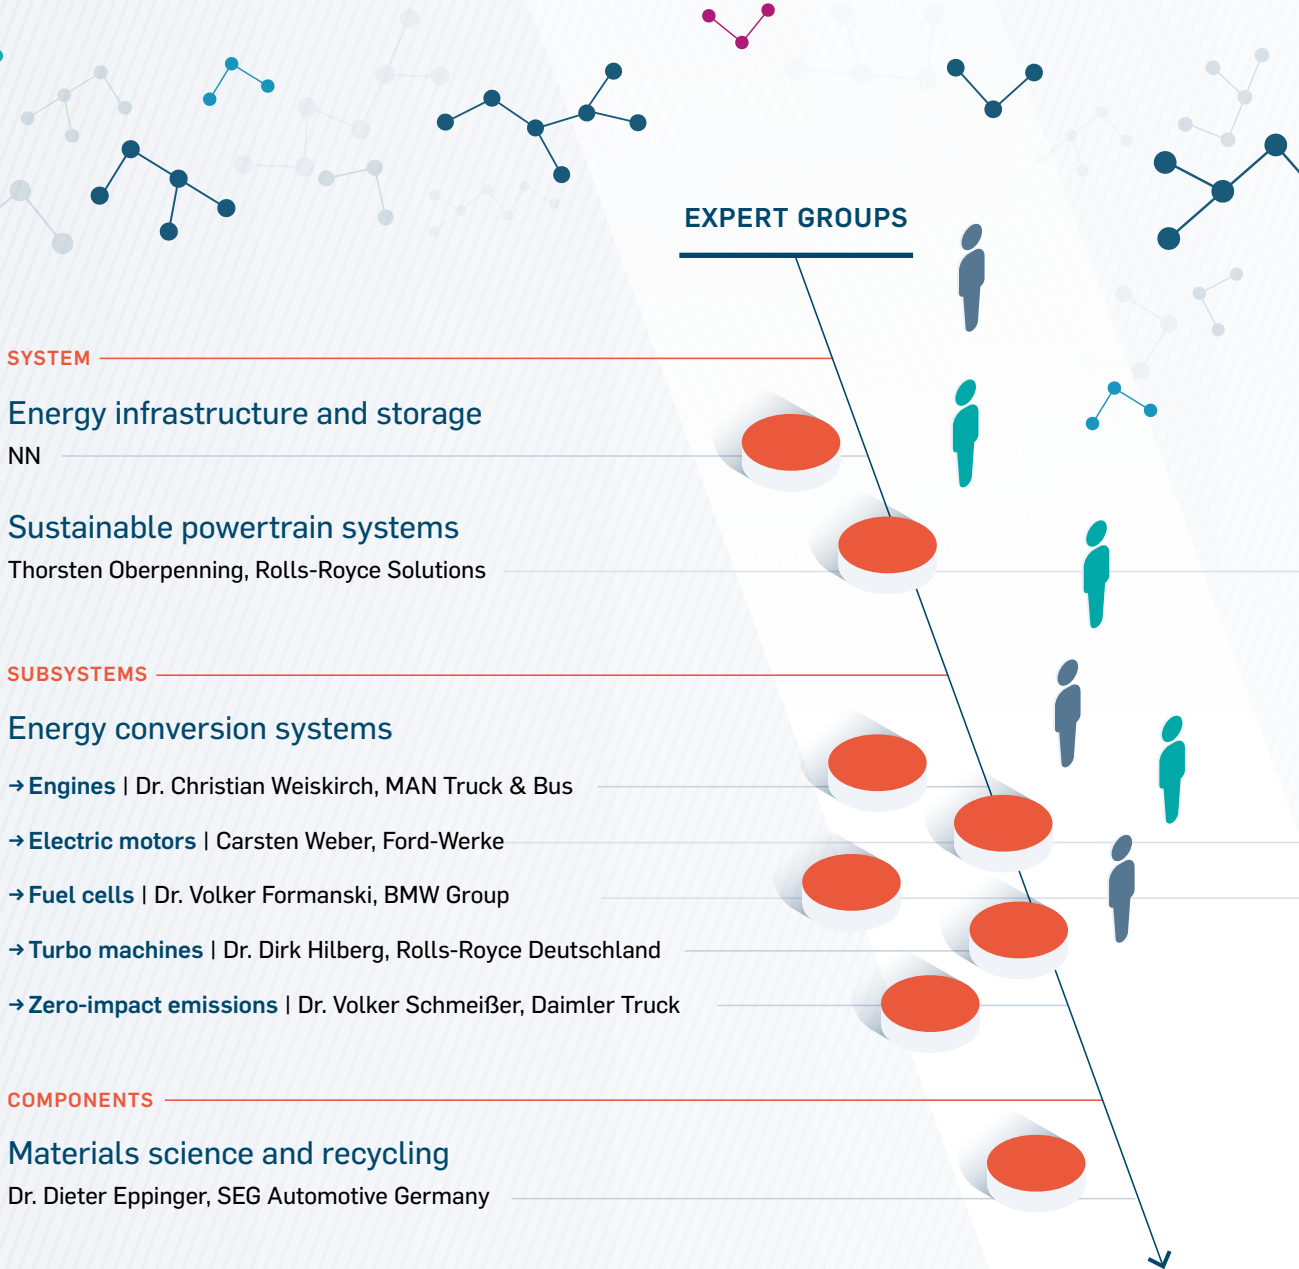 EXPERT GROUPS
SYSTEM
Energy infrastructure and storage
NN
Sustainable powertrain systems
Thorsten Oberpenning, Rolls-Royce Solutions
SUBSYSTEMS
Energy conversion systems
→ Engines | Dr. Christian Weiskirch, MAN Truck & Bus
→ Electric motors | Carsten Weber, Ford-Werke
→ Fuel cells | Dr. Volker Formanski, BMW Group
→ Turbo machines | Dr. Dirk Hilberg, Rolls-Royce Deutschland
→ Zero-impact emissions | Dr. Volker Schmeißer, Daimler Truck
COMPONENTS
Materials science and recycling
Dr. Dieter Eppinger, SEG Automotive Germany